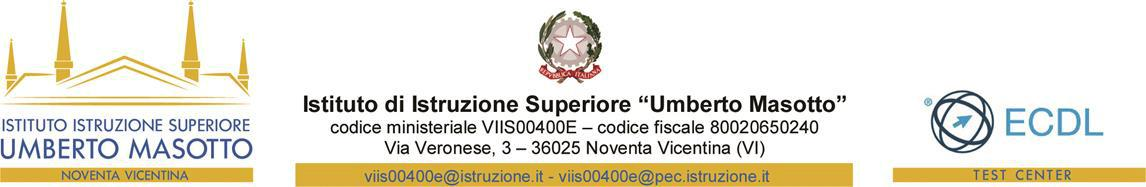 ISTITUTO ISTRUZIONE SUPERIORE
UMBERTO MASOTTO
NOVENTA VICENTINA
REPVBBLICA ITALIANA
Istituto di Istruzione Superiore “Umberto Masotto”
codice ministeriale VIIS00400E – codice fiscale 80020650240
Via Veronese, 3 – 36025 Noventa Vicentina (VI)
viis00400e@istruzione.it - viis00400e@pec.istruzione.it
® ECDL
TEST CENTER